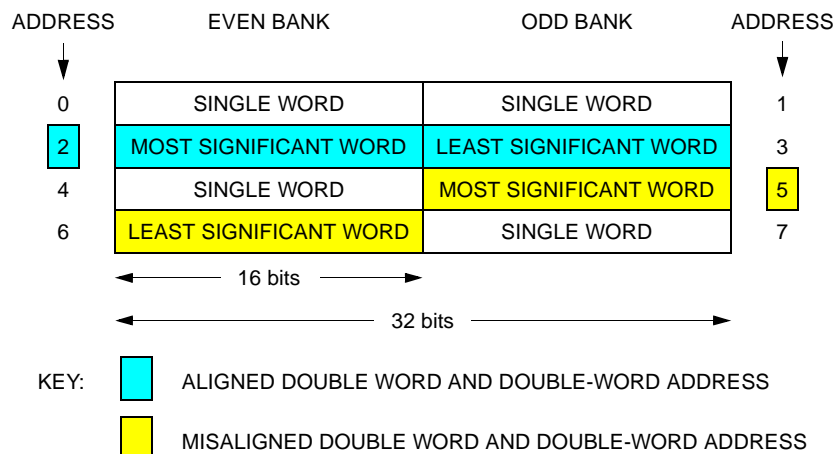 ADDRESS EVEN BANK ODD BANK ADDRESS
0 SINGLE WORD SINGLE WORD 1
2 MOST SIGNIFICANT WORD LEAST SIGNIFICANT WORD 3
4 SINGLE WORD MOST SIGNIFICANT WORD 5
6 LEAST SIGNIFICANT WORD SINGLE WORD 7
16 bits
32 bits
KEY: ALIGNED DOUBLE WORD AND DOUBLE-WORD ADDRESS
MISALIGNED DOUBLE WORD AND DOUBLE-WORD ADDRESS